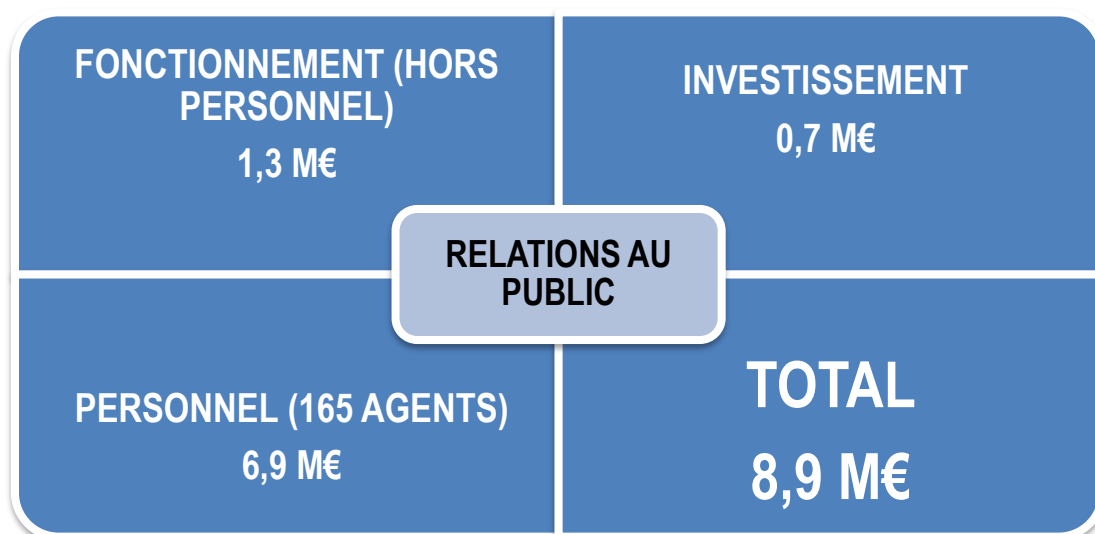 FONCTIONNEMENT (HORS
PERSONNEL)
1,3 M€
INVESTISSEMENT
0,7 M€
RELATIONS AU
PUBLIC
PERSONNEL (165 AGENTS)
6,9 M€
TOTAL
8,9 M€